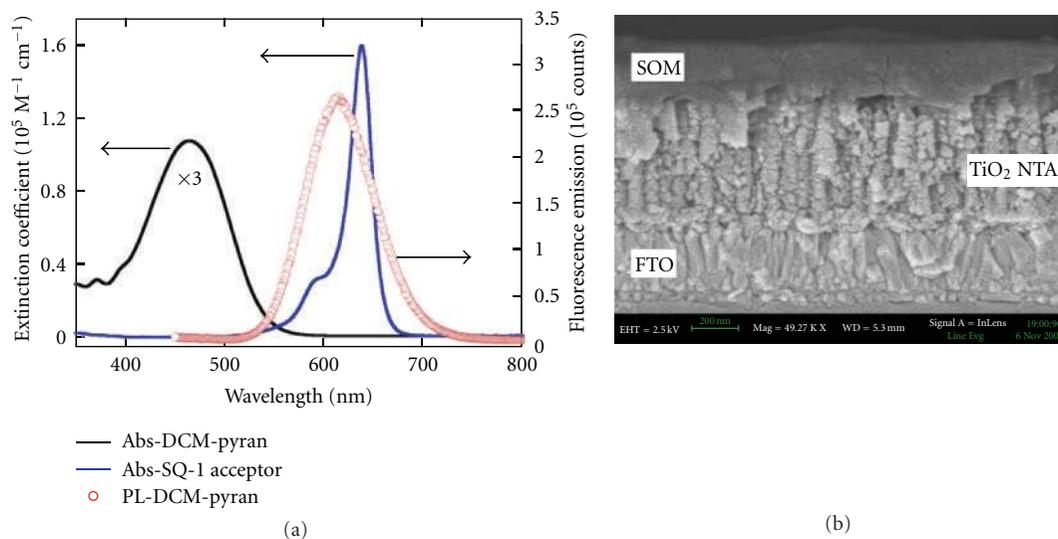 (a)
Extinction coefficient (10⁵ M⁻¹ cm⁻¹)
1.6
1.2
0.8
0.4
0
×3
3.5
3
2.5
2
1.5
1
0.5
0
Fluorescence emission (10⁵ counts)
400 500 600 700 800
Wavelength (nm)
Abs-DCM-pyran
Abs-SQ-1 acceptor
PL-DCM-pyran
(a)
SOM
TiO₂ NTA
FTO
EHT = 2.5 kV
200 nm
Mag = 49.27 K X
WD = 5.3 mm
Signal A = InLens
Line Evg
6 Nov
(b)